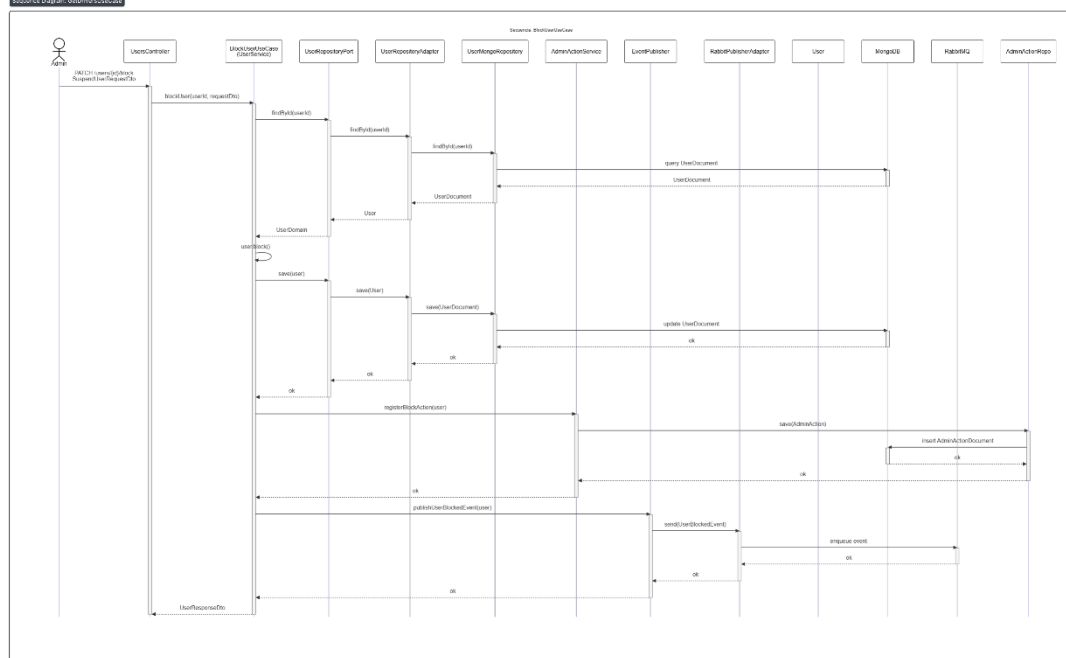 Sequence Diagram: GetDriversUseCase
Sequence: BlockUserUseCase
Admin
UsersController
BlockUserUseCase
(UserService)
UserRepositoryPort
UserRepositoryAdapter
UserMongoRepository
AdminActionService
EventPublisher
RabbitPublisherAdapter
User
MongoDB
RabbitMQ
AdminActionRepo
PATCH /users/{id}/block
SuspendUserRequestDto
blockUser(userId, requestDto)
findById(userId)
findById(userId)
findById(userId)
query UserDocument
UserDocument
UserDocument
User
UserDomain
user.block()
save(user)
save(User)
save(UserDocument)
update UserDocument
ok
ok
ok
ok
registerBlockAction(user)
save(AdminAction)
insert AdminActionDocument
ok
ok
ok
publishUserBlockedEvent(user)
send(UserBlockedEvent)
enqueue event
ok
ok
ok
UserResponseDto